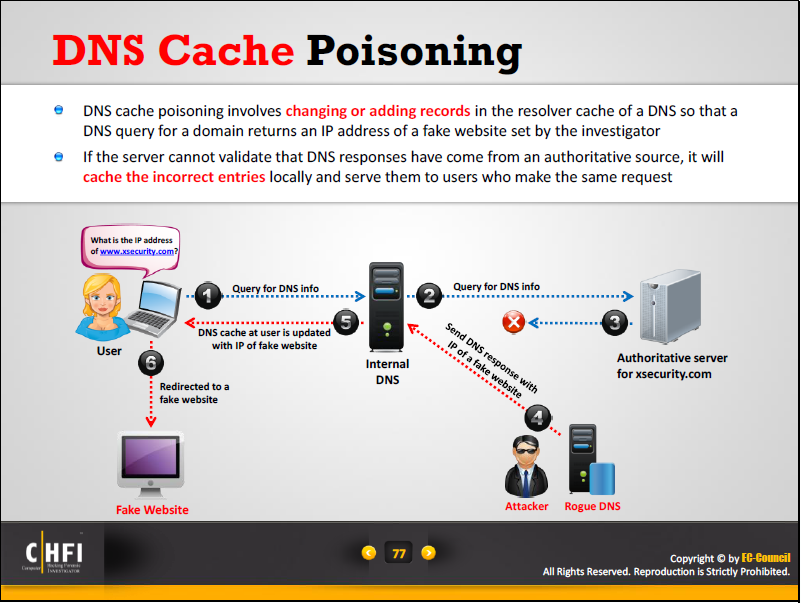 DNS Cache Poisoning
DNS cache poisoning involves changing or adding records in the resolver cache of a DNS so that a
DNS query for a domain returns an IP address of a fake website set by the investigator
If the server cannot validate that DNS responses have come from an authoritative source, it will
cache the incorrect entries locally and serve them to users who make the same request
What is the IP address
of www.xsecurity.com?
1
Query for DNS info
2
Query for DNS info
User
5
DNS cache at user is updated
with IP of fake website
Internal
DNS
3
Authoritative server
for xsecurity.com
6
Redirected to a
fake website
Send DNS response with
IP of a fake website
4
Fake Website
Attacker
Rogue DNS
CHFI
Computer Hacking Forensic
INVESTIGATOR
77
Copyright © by EC-Council
All Rights Reserved. Reproduction is Strictly Prohibited.